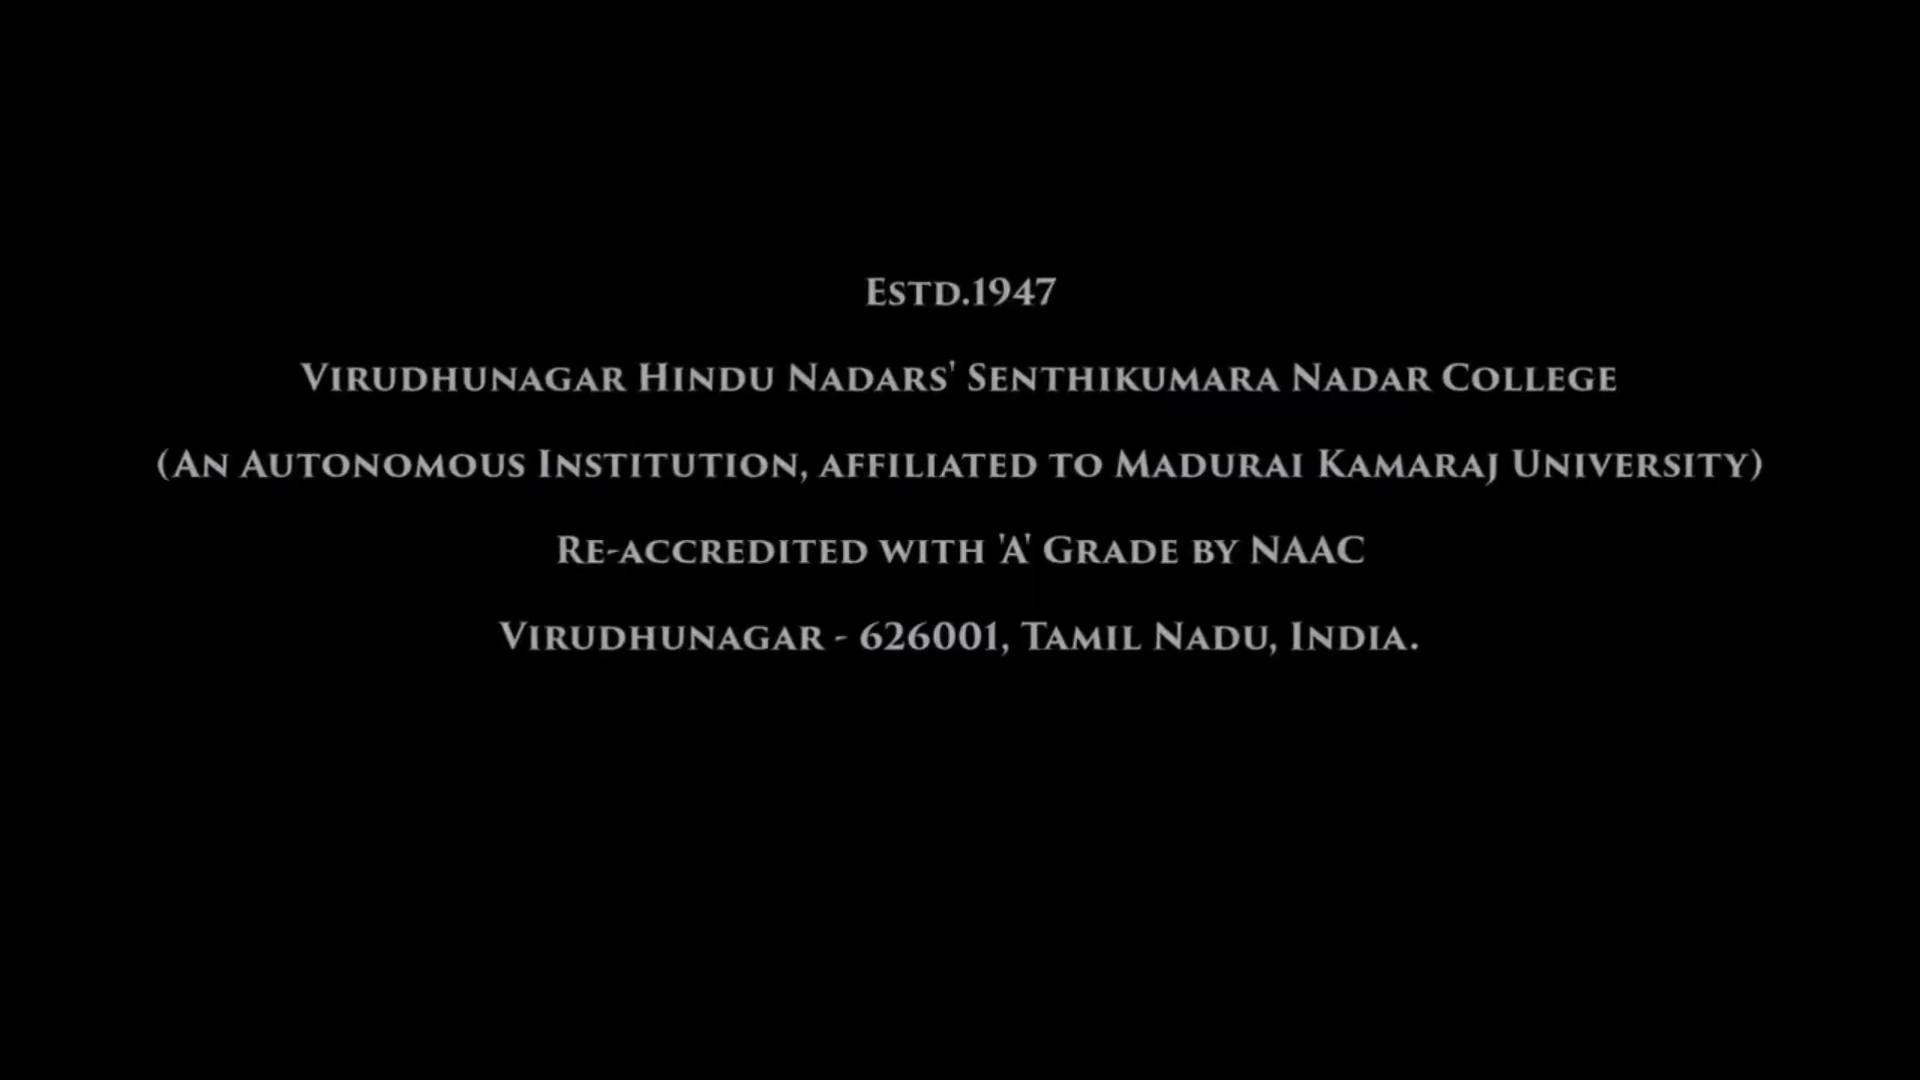 Estd.1947
Virudhunagar Hindu Nadars' Senthikumara Nadar College
(An Autonomous Institution, affiliated to Madurai Kamaraj University)
Re-accredited with 'A' Grade by NAAC
Virudhunagar - 626001, Tamil Nadu, India.